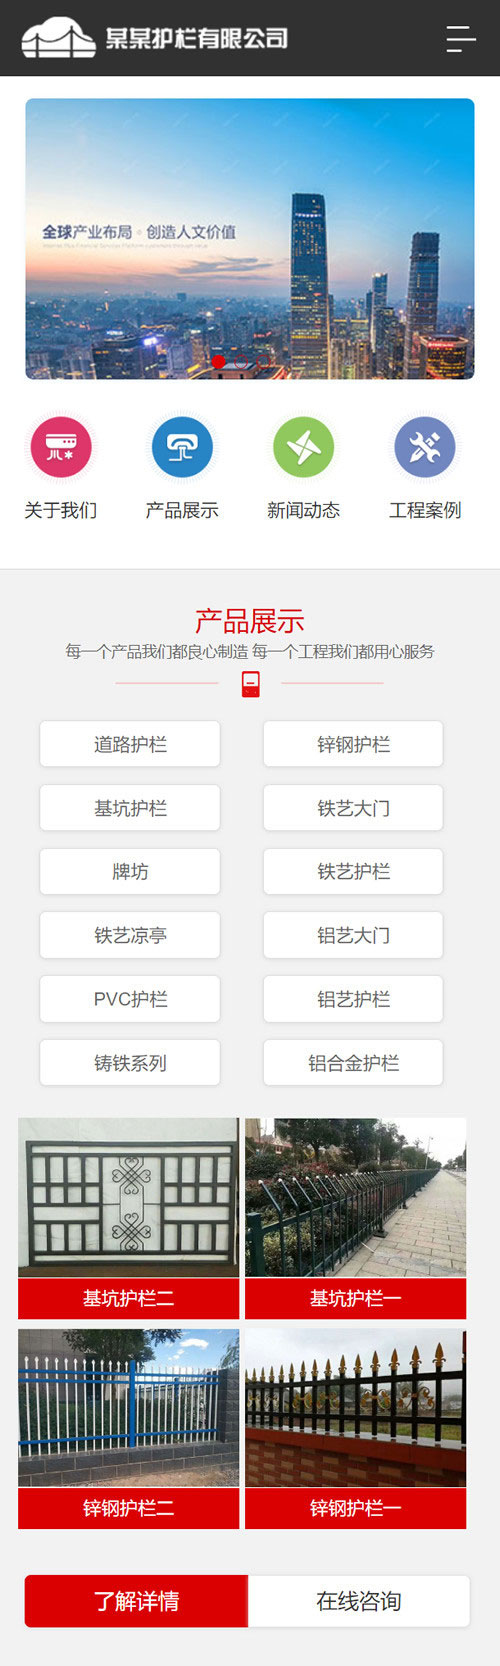 某某护栏有限公司
全球产业布局 · 创造人文价值
关于我们 产品展示 新闻动态 工程案例
产品展示
每一个产品我们都良心制造 每一个工程我们都用心服务
道路护栏 锌钢护栏
基坑护栏 铁艺大门
牌坊 铁艺护栏
铁艺凉亭 铝艺大门
PVC护栏 铝艺护栏
铸铁系列 铝合金护栏
基坑护栏二 基坑护栏一
锌钢护栏二 锌钢护栏一
了解详情 在线咨询